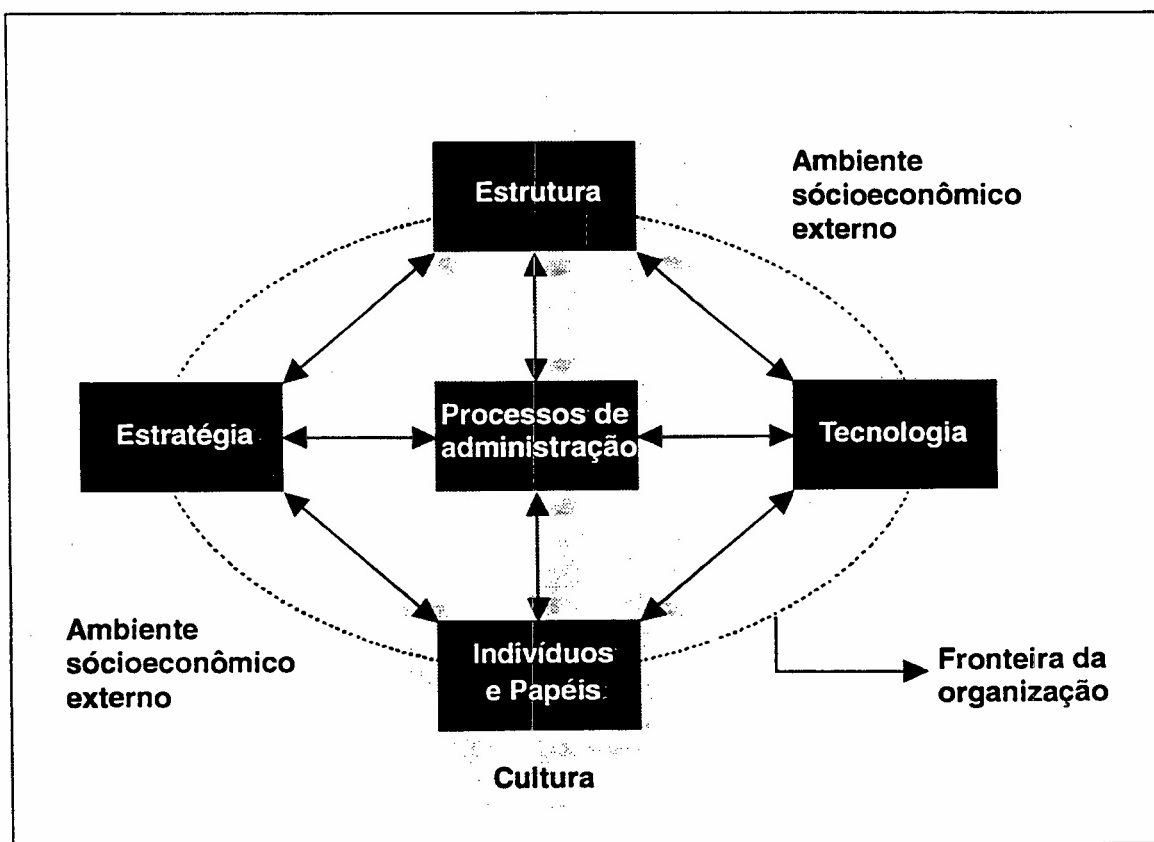 Estrutura
Ambiente
sócioeconômico
externo
Estratégia
Processos de
administração
Tecnologia
Ambiente
sócioeconômico
externo
Indivíduos
e Papéis
Fronteira da
organização
Cultura